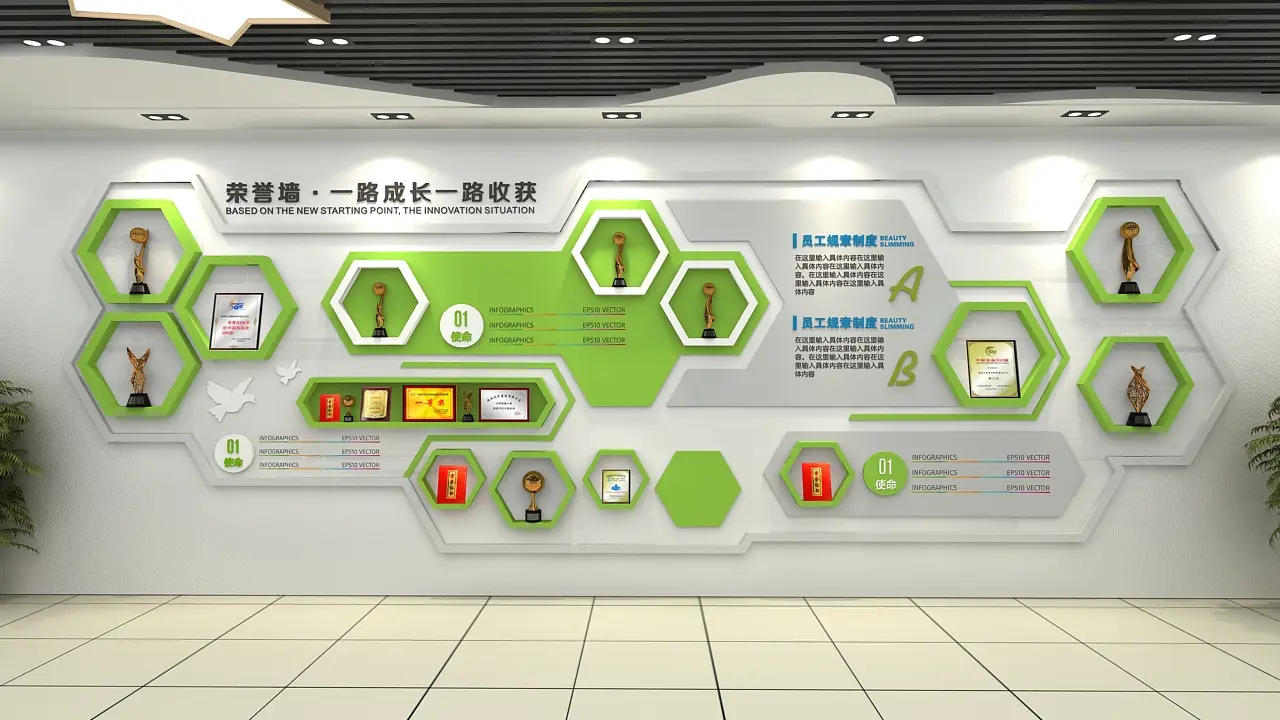 荣誉墙·一路成长一路收获
BASED ON THE NEW STARTING POINT, THE INNOVATION SITUATION
01
使命
INFOGRAPHICS EPS10 VECTOR
INFOGRAPHICS EPS10 VECTOR
INFOGRAPHICS EPS10 VECTOR
员工规章制度 BEAUTY
SLIMMING
在这里输入具体内容在这里输
入具体内容在这里输入具体内
容。在这里输入具体内容在这
里输入具体内容在这里输入具
体内容
A
员工规章制度 BEAUTY
SLIMMING
在这里输入具体内容在这里输
入具体内容在这里输入具体内
容。在这里输入具体内容在这
里输入具体内容在这里输入具
体内容
B
一等奖
01
使命
INFOGRAPHICS EPS10 VECTOR
INFOGRAPHICS EPS10 VECTOR
INFOGRAPHICS EPS10 VECTOR
01
使命
INFOGRAPHICS EPS10 VECTOR
INFOGRAPHICS EPS10 VECTOR
INFOGRAPHICS EPS10 VECTOR